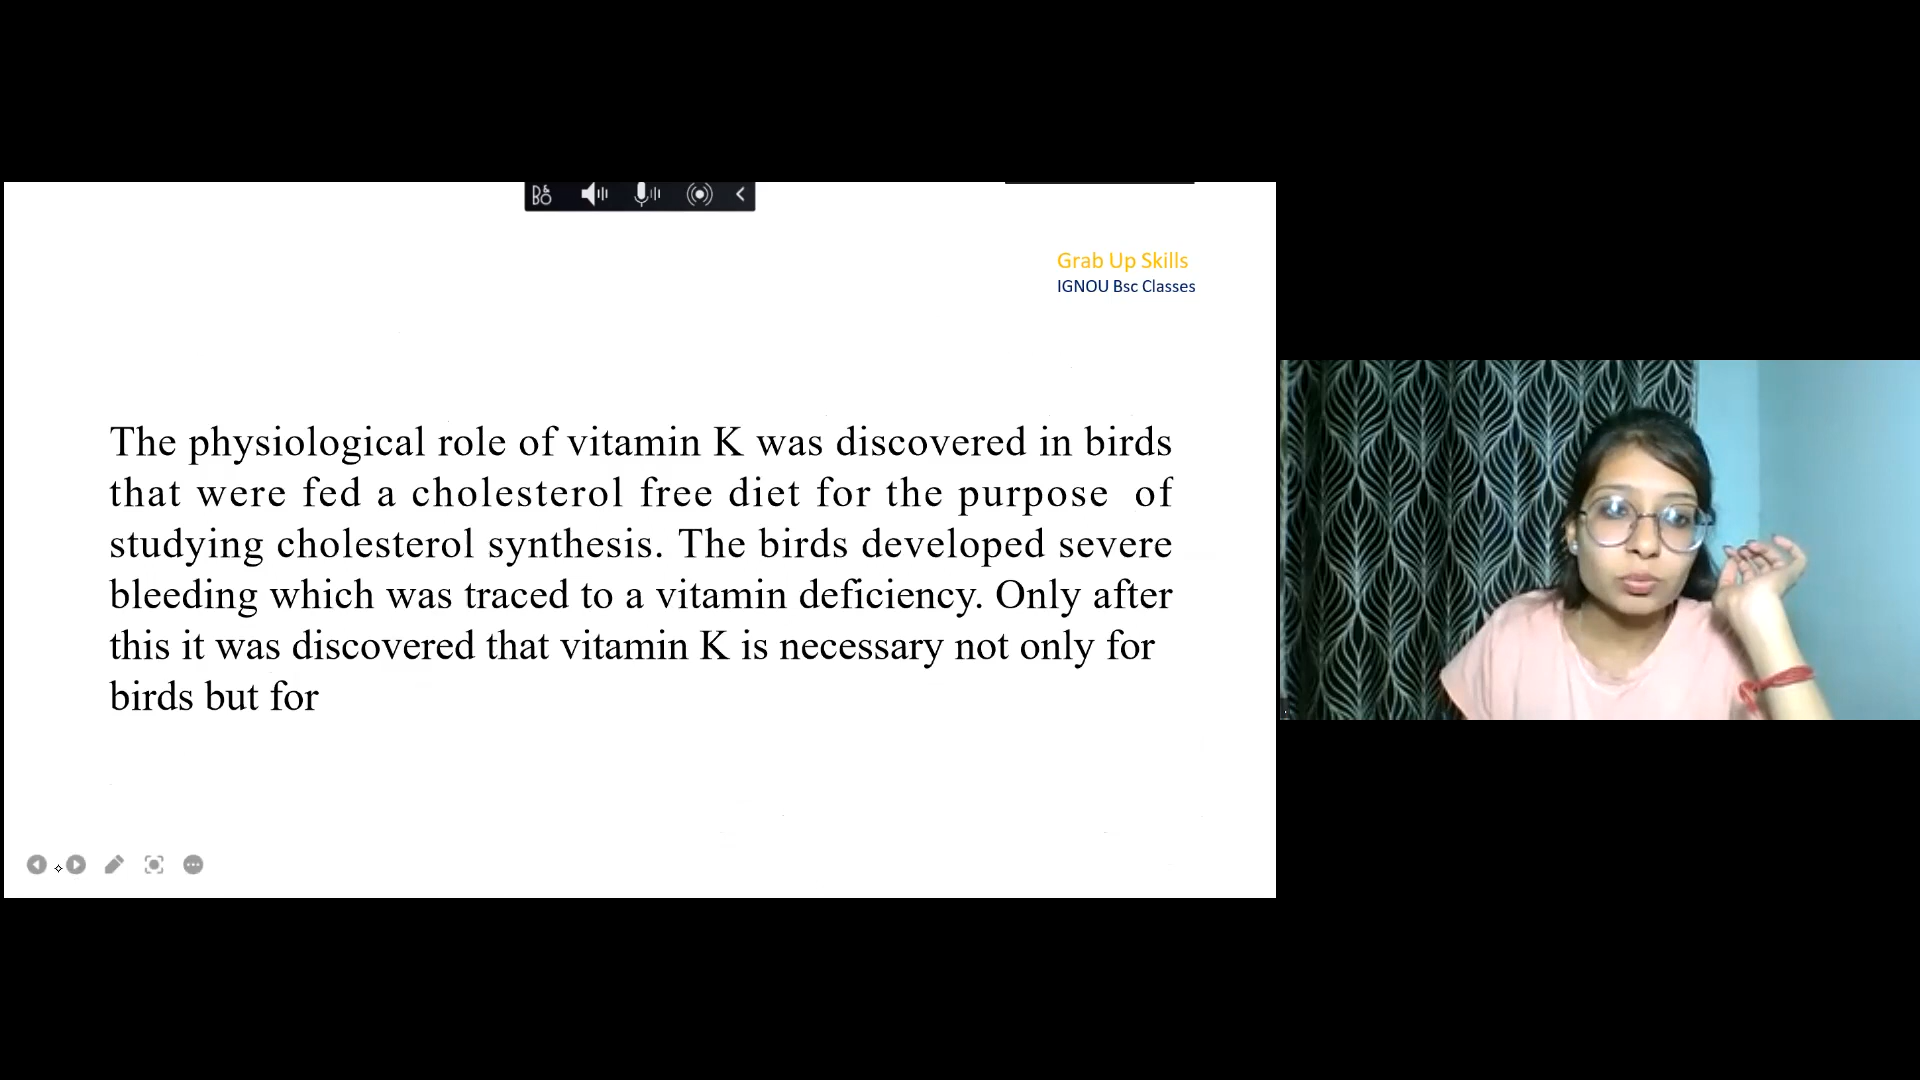 Grab Up Skills
IGNOU Bsc Classes
The physiological role of vitamin K was discovered in birds
that were fed a cholesterol free diet for the purpose of
studying cholesterol synthesis. The birds developed severe
bleeding which was traced to a vitamin deficiency. Only after
this it was discovered that vitamin K is necessary not only for
birds but for